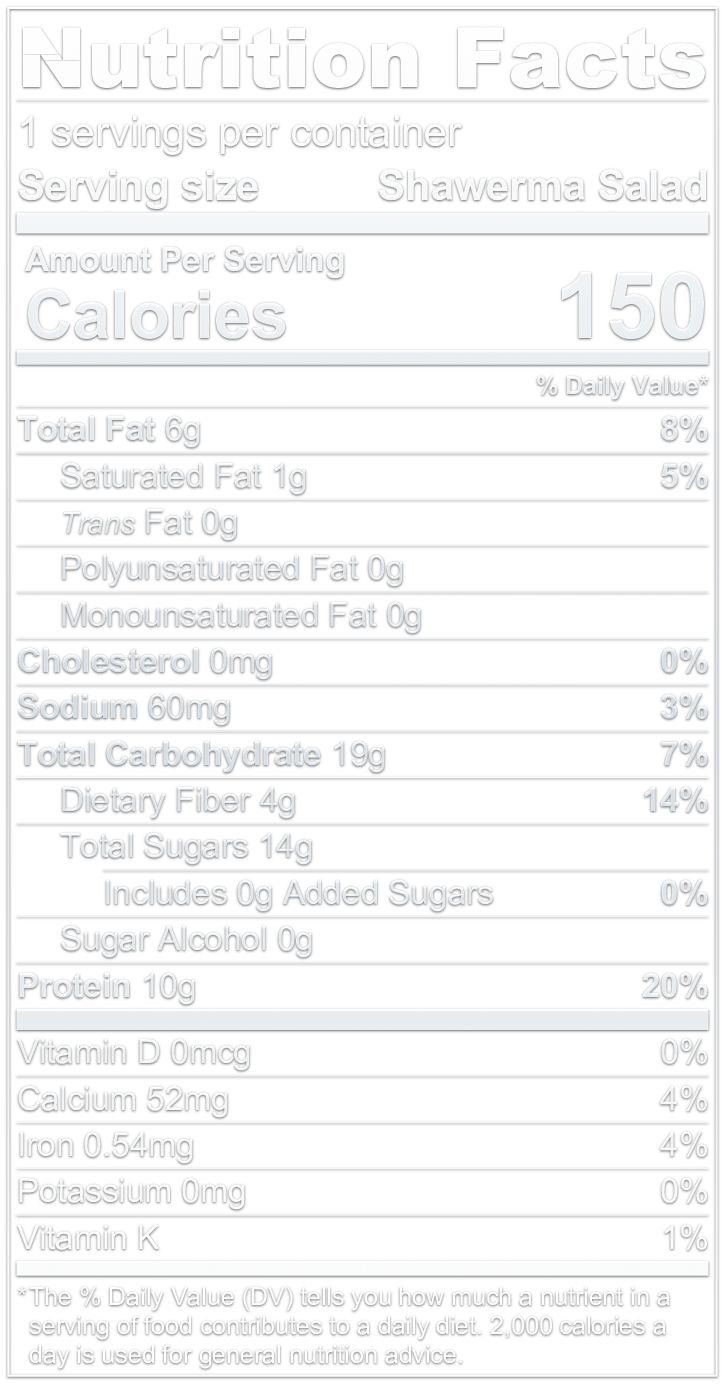 Nutrition Facts
1 servings per container
Serving size Shawerma Salad
Amount Per Serving
Calories 150
% Daily Value*
Total Fat 6g 8%
Saturated Fat 1g 5%
Trans Fat 0g
Polyunsaturated Fat 0g
Monounsaturated Fat 0g
Cholesterol 0mg 0%
Sodium 60mg 3%
Total Carbohydrate 19g 7%
Dietary Fiber 4g 14%
Total Sugars 14g
Includes 0g Added Sugars 0%
Sugar Alcohol 0g
Protein 10g 20%
Vitamin D 0mcg 0%
Calcium 52mg 4%
Iron 0.54mg 4%
Potassium 0mg 0%
Vitamin K 1%
*The % Daily Value (DV) tells you how much a nutrient in a
serving of food contributes to a daily diet. 2,000 calories a
day is used for general nutrition advice.